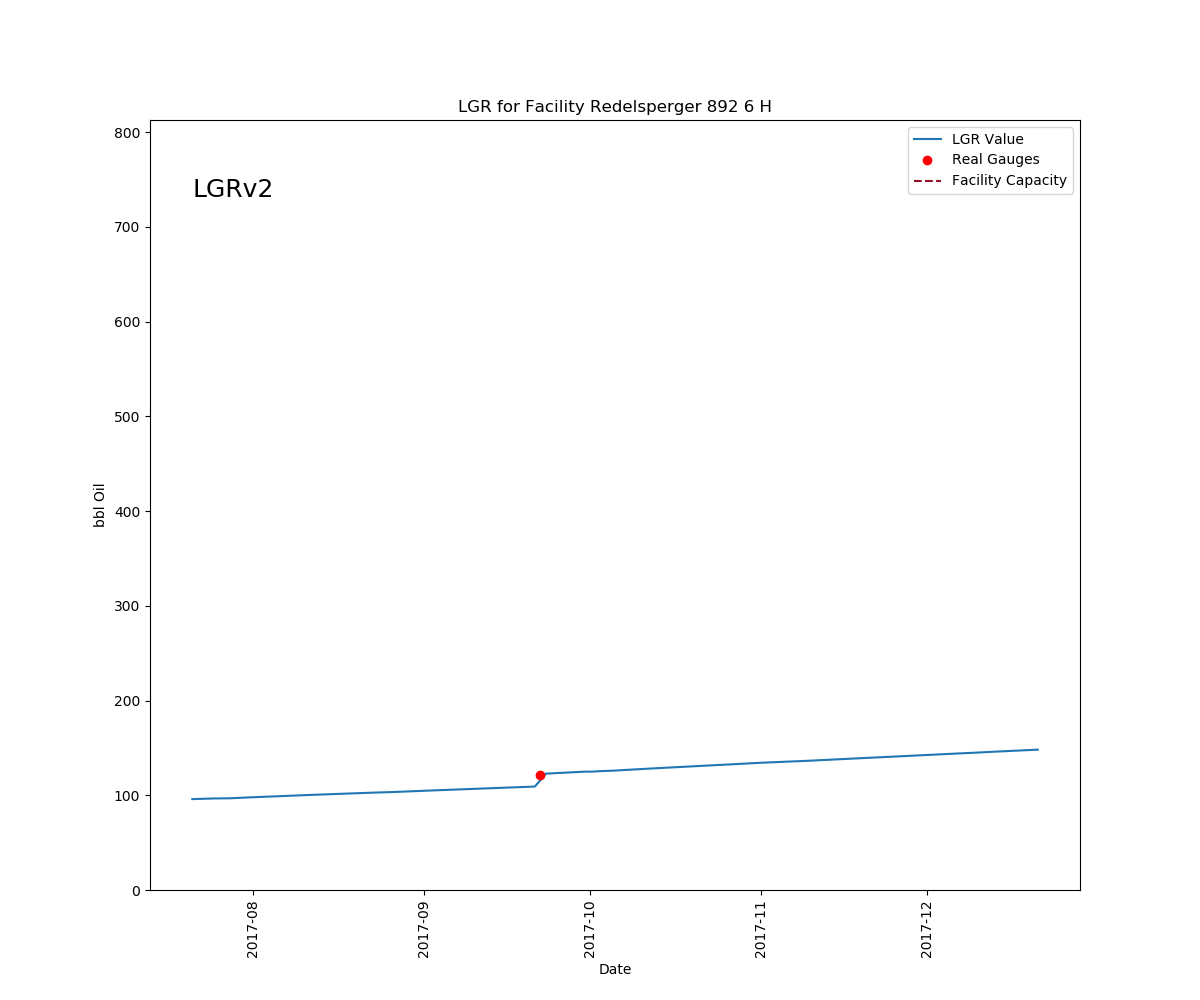 LGR for Facility Redelsperger 892 6 H
LGRv2
LGR Value
Real Gauges
Facility Capacity
800
700
600
500
400
300
200
100
0
bbl Oil
2017-08
2017-09
2017-10
2017-11
2017-12
Date